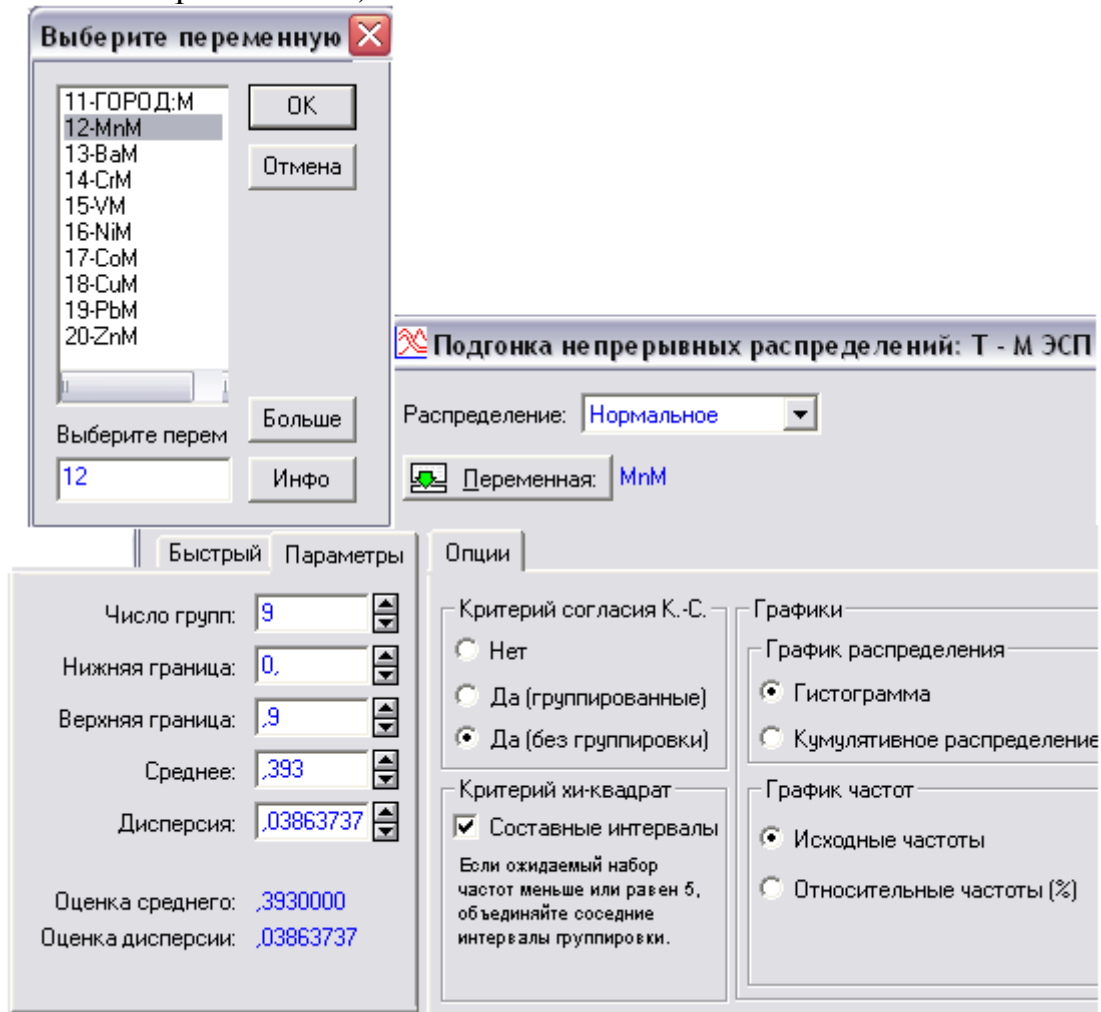 Выберите переменную
11-ГОРОД:М
12-MnM
13-BaM
14-CrM
15-VM
16-NiM
17-CoM
18-CuM
19-PbM
20-ZnM
OK
Отмена
Больше
Инфо
Выберите перем
12
Подгонка непрерывных распределений: Т - М ЭСП
Распределение: Нормальное
Переменная: MnM
Быстрый Параметры Опции
Число групп: 9
Нижняя граница: 0,
Верхняя граница: ,9
Среднее: ,393
Дисперсия: ,03863737
Оценка среднего: ,3930000
Оценка дисперсии: ,03863737
Критерий согласия К.-С.
Нет
Да (группированные)
Да (без группировки)
Критерий хи-квадрат
Составные интервалы
Если ожидаемый набор
частот меньше или равен 5,
объединяйте соседние
интервалы группировки.
Графики
График распределения
Гистограмма
Кумулятивное распределение
График частот
Исходные частоты
Относительные частоты (%)